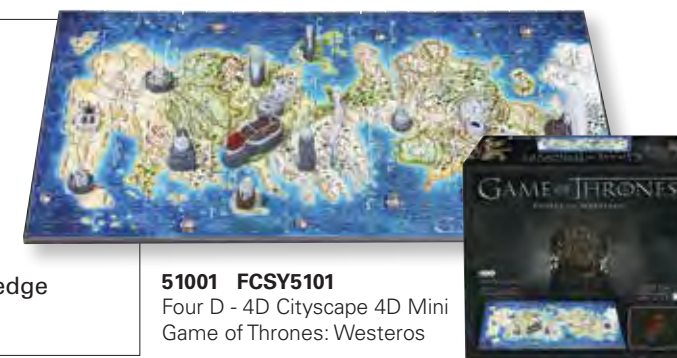 GAME OF THRONES
edge
51001 FCSY5101
Four D - 4D Cityscape 4D Mini
Game of Thrones: Westeros